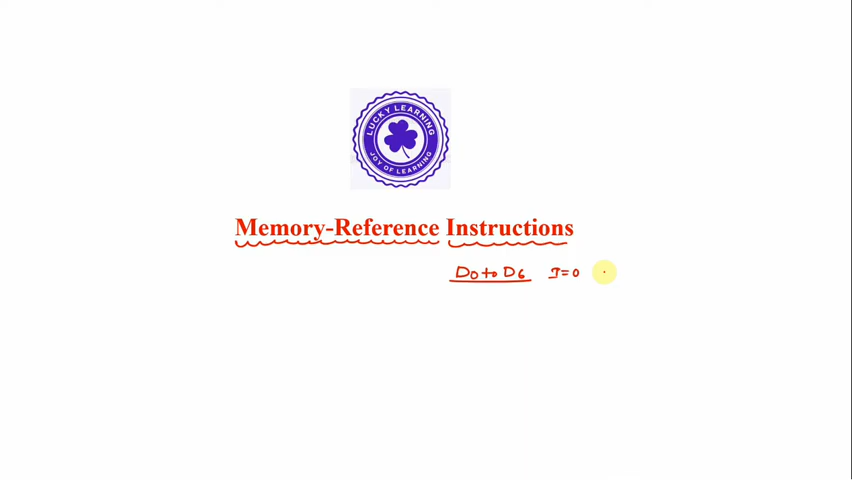 LUCKY LEARNING
JOY OF LEARNING
Memory-Reference Instructions
D0 to D6 I=0